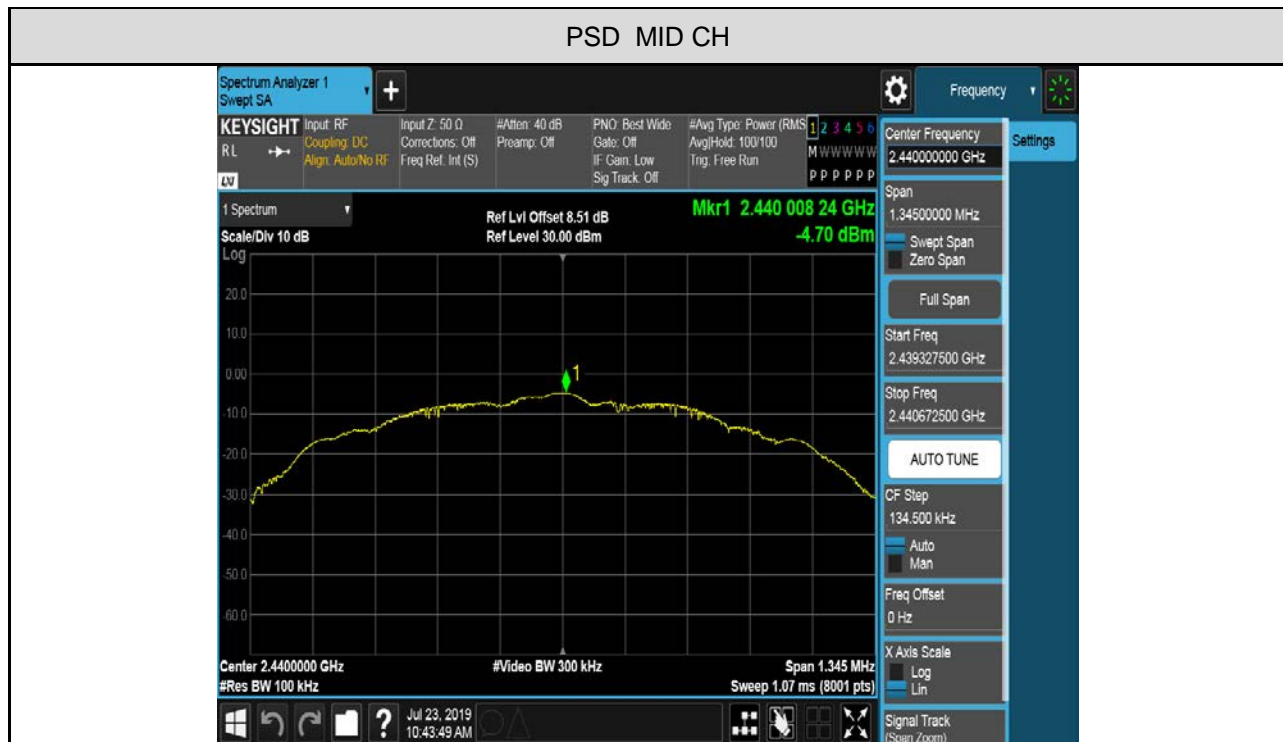 PSD MID CH
Spectrum Analyzer 1
Swept SA
Frequency
KEYSIGHT
RL
LXI
Input: RF
Coupling: DC
Align: Auto/No RF
Input Z: 50 Ω
Corrections: Off
Freq Ref: Int (S)
#Atten: 40 dB
Preamp: Off
PNO: Best Wide
Gate: Off
IF Gain: Low
Sig Track: Off
#Avg Type: Power (RMS
Avg|Hold: 100/100
Trig: Free Run
1 2 3 4 5 6
M W W W W W
P P P P P P
1 Spectrum
Scale/Div 10 dB
Ref Lvl Offset 8.51 dB
Ref Level 30.00 dBm
Mkr1 2.440 008 24 GHz
-4.70 dBm
Log
20.0
10.0
0.00
-10.0
-20.0
-30.0
-40.0
-50.0
-60.0
1
Center 2.4400000 GHz
#Res BW 100 kHz
#Video BW 300 kHz
Span 1.345 MHz
Sweep 1.07 ms (8001 pts)
?
Jul 23, 2019
10:43:49 AM
Center Frequency
2.440000000 GHz
Settings
Span
1.34500000 MHz
Swept Span
Zero Span
Full Span
Start Freq
2.439327500 GHz
Stop Freq
2.440672500 GHz
AUTO TUNE
CF Step
134.500 kHz
Auto
Man
Freq Offset
0 Hz
X Axis Scale
Log
Lin
Signal Track
(Span Zoom)